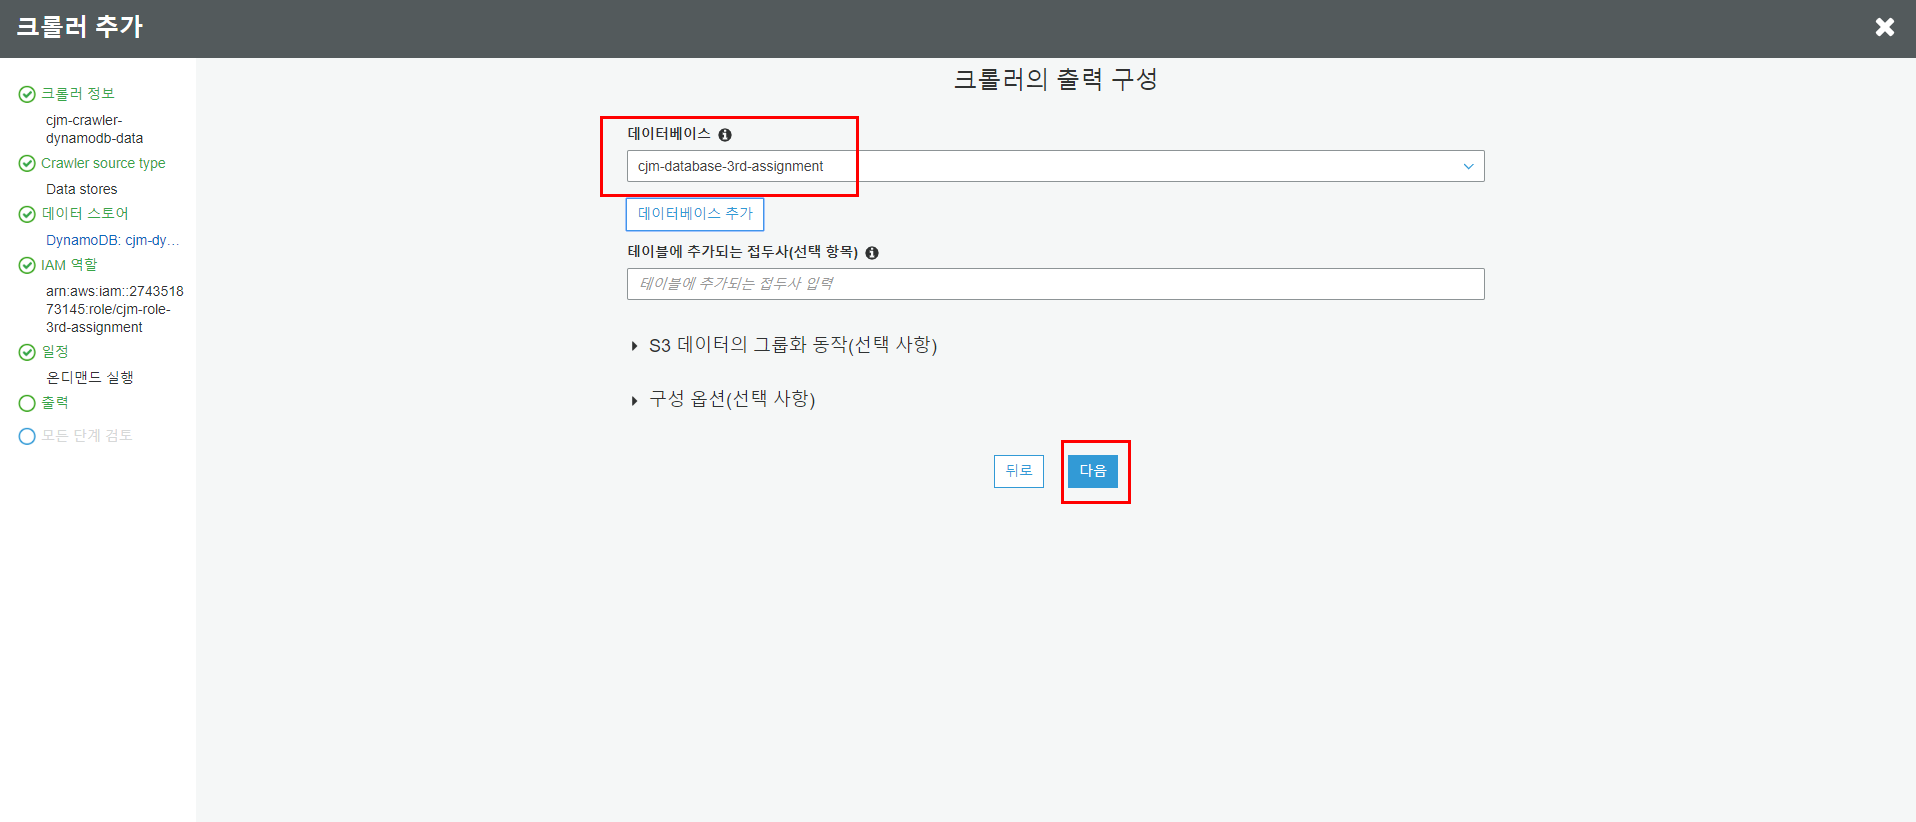 크롤러 추가
크롤러 정보
cjm-crawler-
dynamodb-data
Crawler source type
Data stores
데이터 스토어
DynamoDB: cjm-dy...
IAM 역할
arn:aws:iam::2743518
73145:role/cjm-role-
3rd-assignment
일정
온디맨드 실행
출력
모든 단계 검토
크롤러의 출력 구성
데이터베이스
cjm-database-3rd-assignment
데이터베이스 추가
테이블에 추가되는 접두사(선택 항목)
테이블에 추가되는 접두사 입력
S3 데이터의 그룹화 동작(선택 사항)
구성 옵션(선택 사항)
뒤로
다음